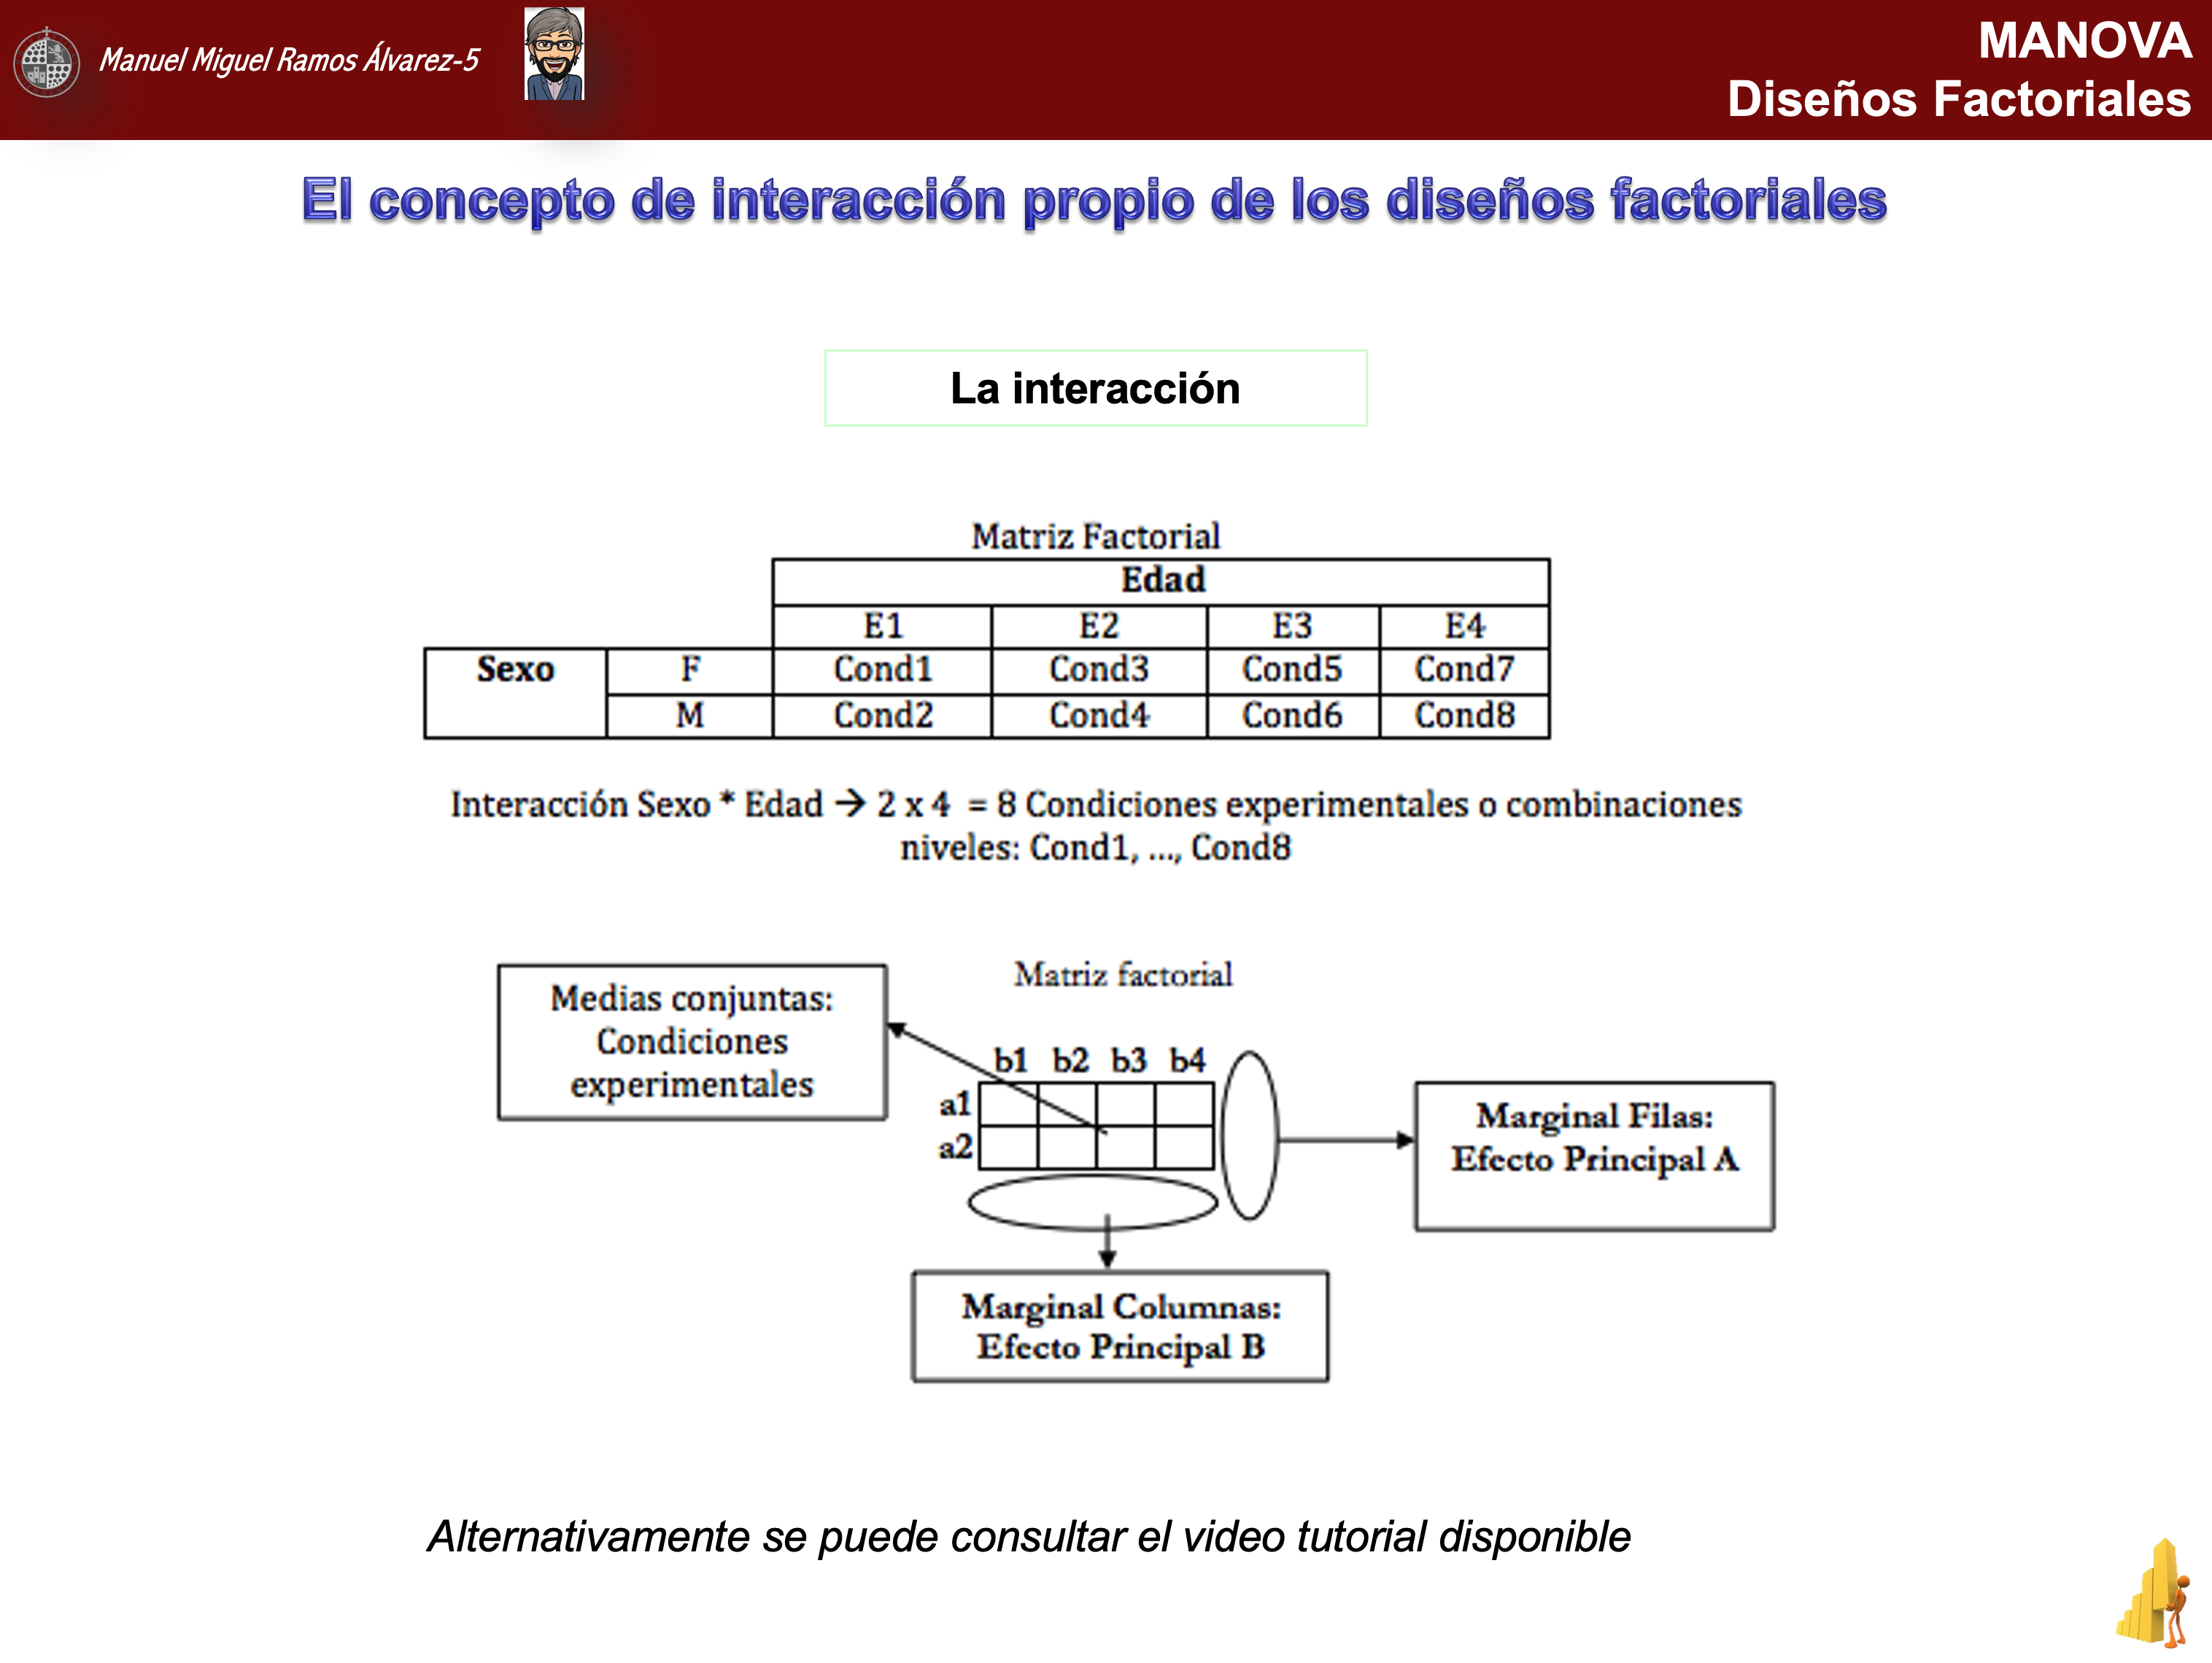 Manuel Miguel Ramos Álvarez-5
MANOVA
Diseños Factoriales
El concepto de interacción propio de los diseños factoriales
La interacción
Matriz Factorial
Edad
E1 E2 E3 E4
Sexo F Cond1 Cond3 Cond5 Cond7
M Cond2 Cond4 Cond6 Cond8
Interacción Sexo * Edad → 2 x 4 = 8 Condiciones experimentales o combinaciones
niveles: Cond1, ..., Cond8
Matriz factorial
Medias conjuntas:
Condiciones
experimentales
b1 b2 b3 b4
a1
a2
Marginal Filas:
Efecto Principal A
Marginal Columnas:
Efecto Principal B
Alternativamente se puede consultar el video tutorial disponible